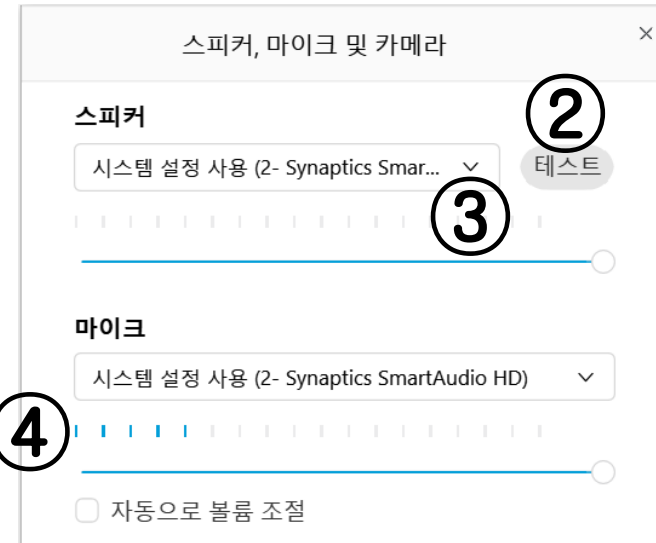 스피커, 마이크 및 카메라
스피커
②
시스템 설정 사용 (2- Synaptics Smar...
테스트
③
마이크
시스템 설정 사용 (2- Synaptics SmartAudio HD)
④
자동으로 볼륨 조절